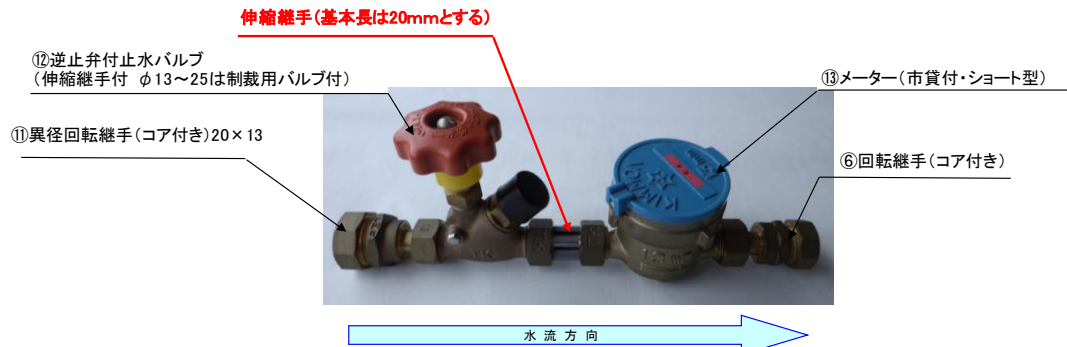 伸縮継手(基本長は20mmとする)
⑫逆止弁付止水バルブ
(伸縮継手付 φ13~25は制裁用バルブ付)
⑬メーター(市貸付・ショート型)
⑪異径回転継手(コア付き)20×13
⑥回転継手(コア付き)
KIMMON
水流方向